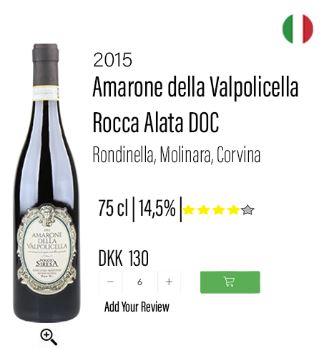 2015
Amarone della Valpolicella
Rocca Alata DOC
Rondinella, Molinara, Corvina
75 cl | 14,5% |
AMARONE
DELLA
VALPOLICELLA
DKK 130
− 6 +
Add Your Review